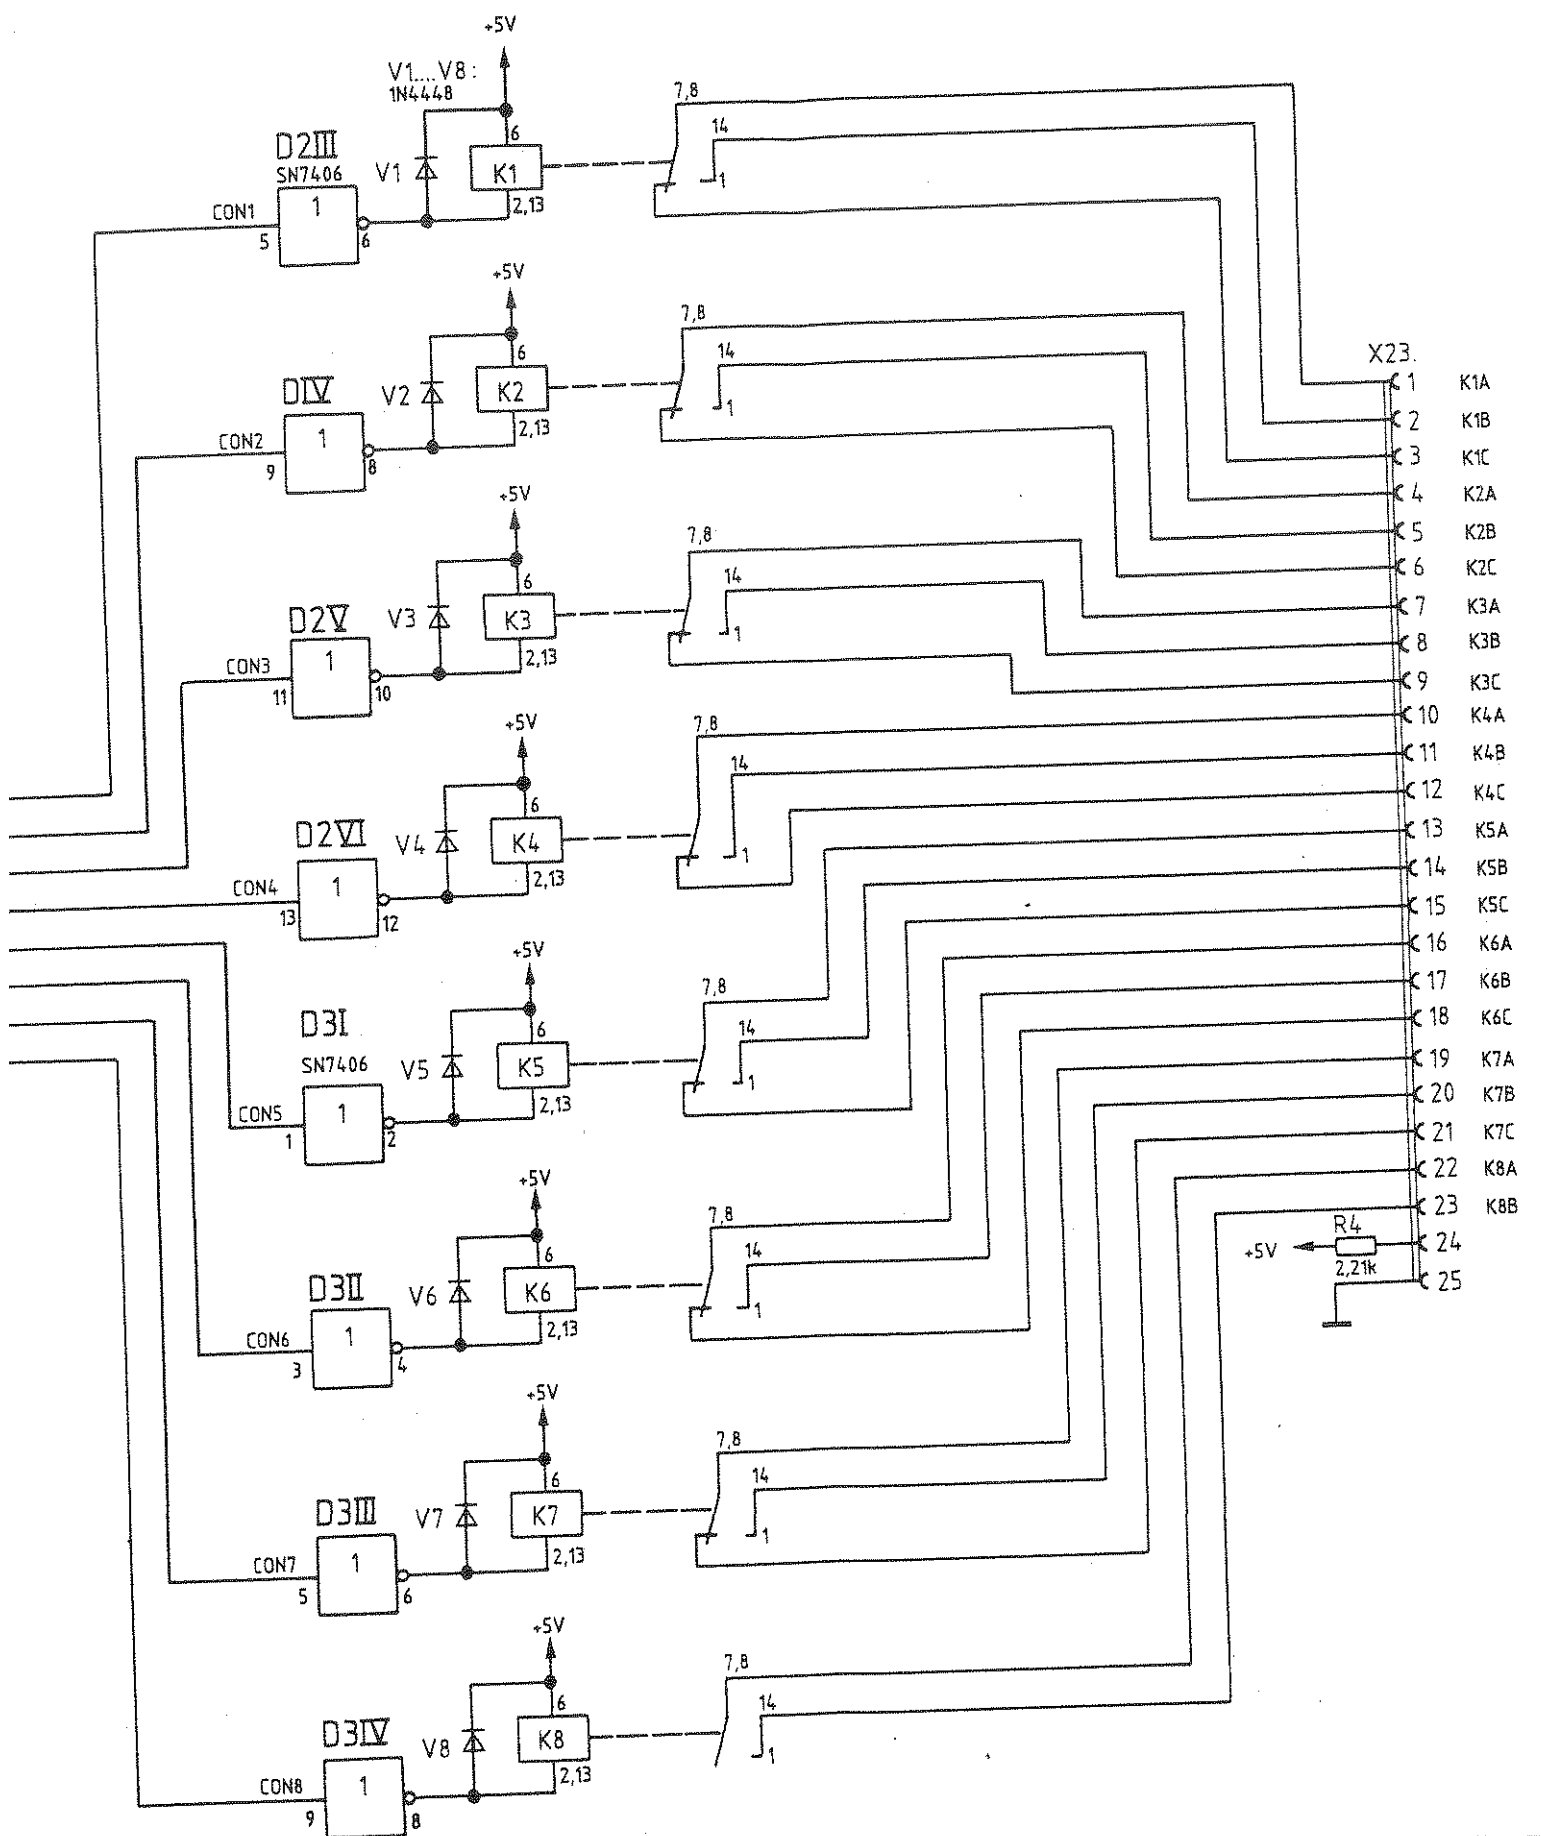 +5V
V1....V8:
1N4448
7,8
14
6
D2III
SN7406
V1
K1
1
1
CON1
5
6
2,13
+5V
7,8
14
6
DIV
V2
K2
1
1
CON2
9
8
2,13
X23.
1 K1A
2 K1B
3 K1C
4 K2A
5 K2B
6 K2C
7 K3A
8 K3B
9 K3C
10 K4A
11 K4B
12 K4C
13 K5A
14 K5B
15 K5C
16 K6A
17 K6B
18 K6C
19 K7A
20 K7B
21 K7C
22 K8A
23 K8B
24
25
R4
+5V
2,21k
+5V
7,8
14
6
D2V
V3
K3
1
1
CON3
11
10
2,13
+5V
7,8
14
6
D2VI
V4
K4
1
1
CON4
13
12
2,13
+5V
7,8
14
6
D3I
SN7406
V5
K5
1
1
CON5
1
2
2,13
+5V
7,8
14
6
D3II
V6
K6
1
1
CON6
3
4
2,13
+5V
7,8
14
6
D3III
V7
K7
1
1
CON7
5
6
2,13
+5V
7,8
14
6
D3IV
V8
K8
1
1
CON8
9
8
2,13